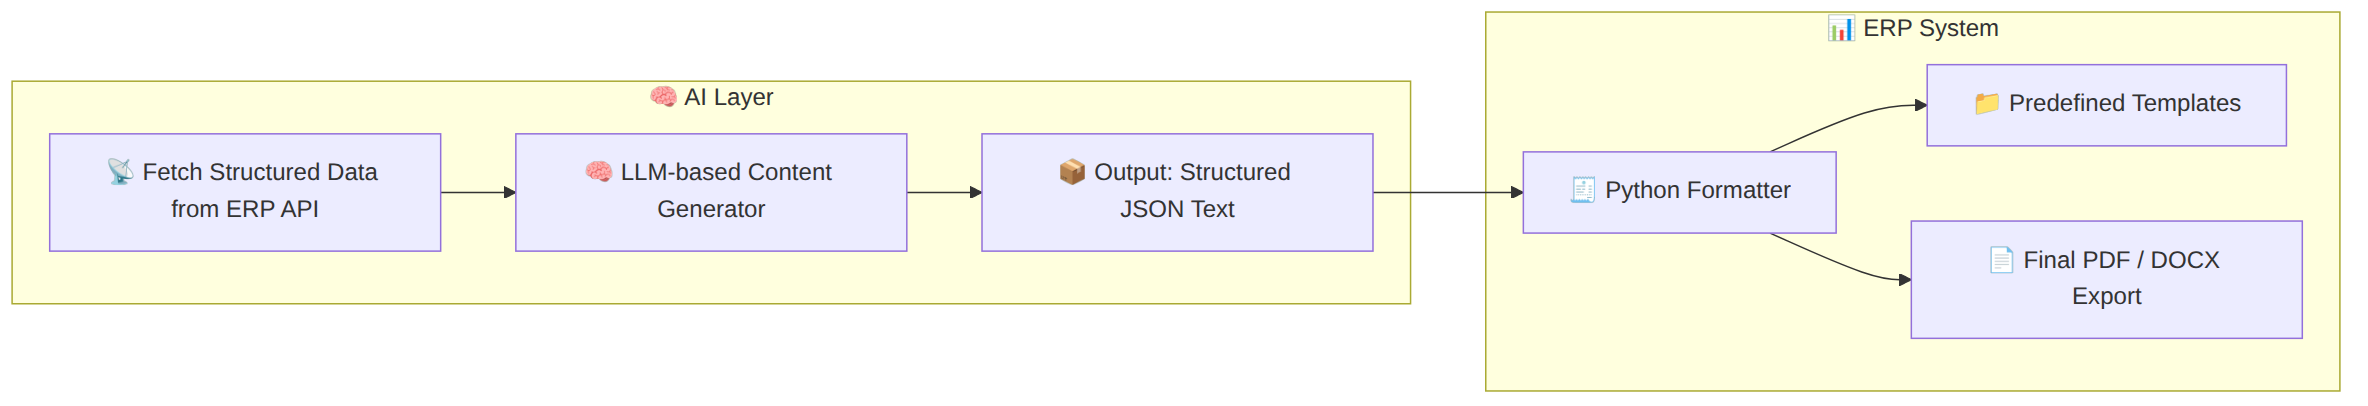 🧠 AI Layer
📡 Fetch Structured Data
from ERP API
🧠 LLM-based Content
Generator
📦 Output: Structured
JSON Text
📊 ERP System
🧾 Python Formatter
📁 Predefined Templates
📄 Final PDF / DOCX
Export